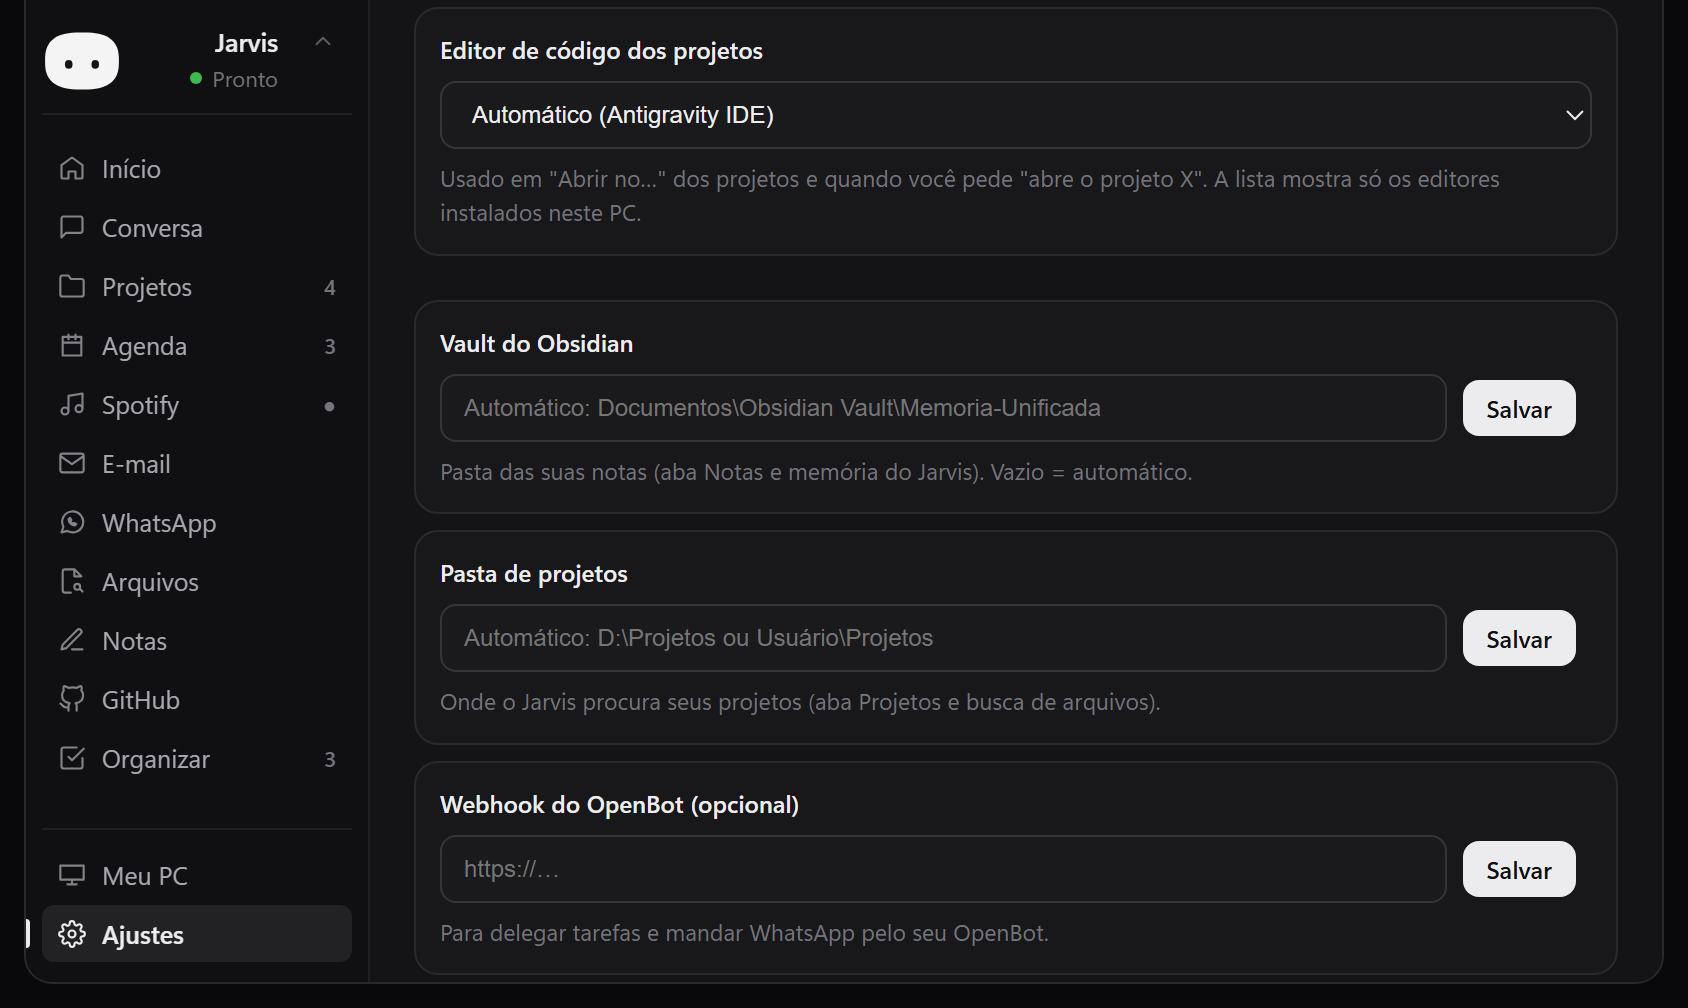 Jarvis
Pronto
Início
Conversa
Projetos 4
Agenda 3
Spotify
E-mail
WhatsApp
Arquivos
Notas
GitHub
Organizar 3
Meu PC
Ajustes
Editor de código dos projetos
Automático (Antigravity IDE)
Usado em "Abrir no..." dos projetos e quando você pede "abre o projeto X". A lista mostra só os editores
instalados neste PC.
Vault do Obsidian
Automático: Documentos\Obsidian Vault\Memoria-Unificada
Salvar
Pasta das suas notas (aba Notas e memória do Jarvis). Vazio = automático.
Pasta de projetos
Automático: D:\Projetos ou Usuário\Projetos
Salvar
Onde o Jarvis procura seus projetos (aba Projetos e busca de arquivos).
Webhook do OpenBot (opcional)
https://…
Salvar
Para delegar tarefas e mandar WhatsApp pelo seu OpenBot.